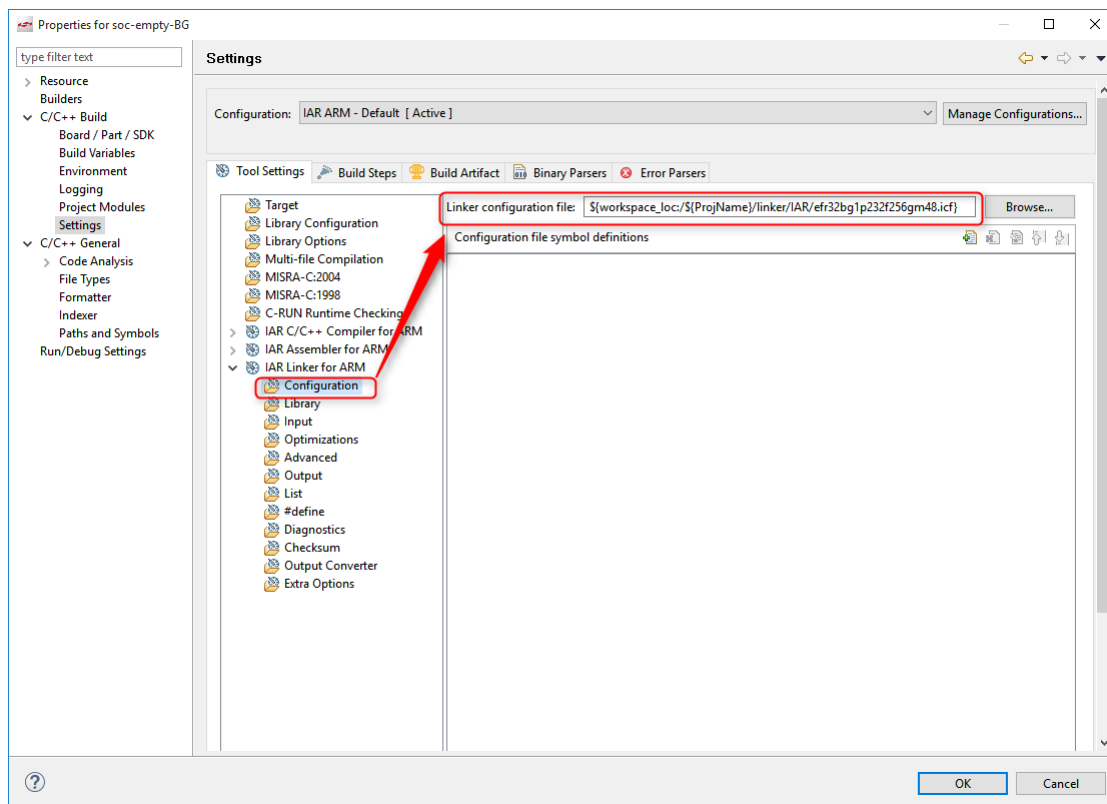 Properties for soc-empty-BG
type filter text
Resource
Builders
C/C++ Build
Board / Part / SDK
Build Variables
Environment
Logging
Project Modules
Settings
C/C++ General
Code Analysis
File Types
Formatter
Indexer
Paths and Symbols
Run/Debug Settings
Settings
Configuration: IAR ARM - Default [ Active ] Manage Configurations...
Tool Settings Build Steps Build Artifact Binary Parsers Error Parsers
Target
Library Configuration
Library Options
Multi-file Compilation
MISRA-C:2004
MISRA-C:1998
C-RUN Runtime Checking
IAR C/C++ Compiler for ARM
IAR Assembler for ARM
IAR Linker for ARM
Configuration
Library
Input
Optimizations
Advanced
Output
List
#define
Diagnostics
Checksum
Output Converter
Extra Options
Linker configuration file: ${workspace_loc:/${ProjName}/linker/IAR/efr32bg1p232f256gm48.icf} Browse...
Configuration file symbol definitions
OK Cancel